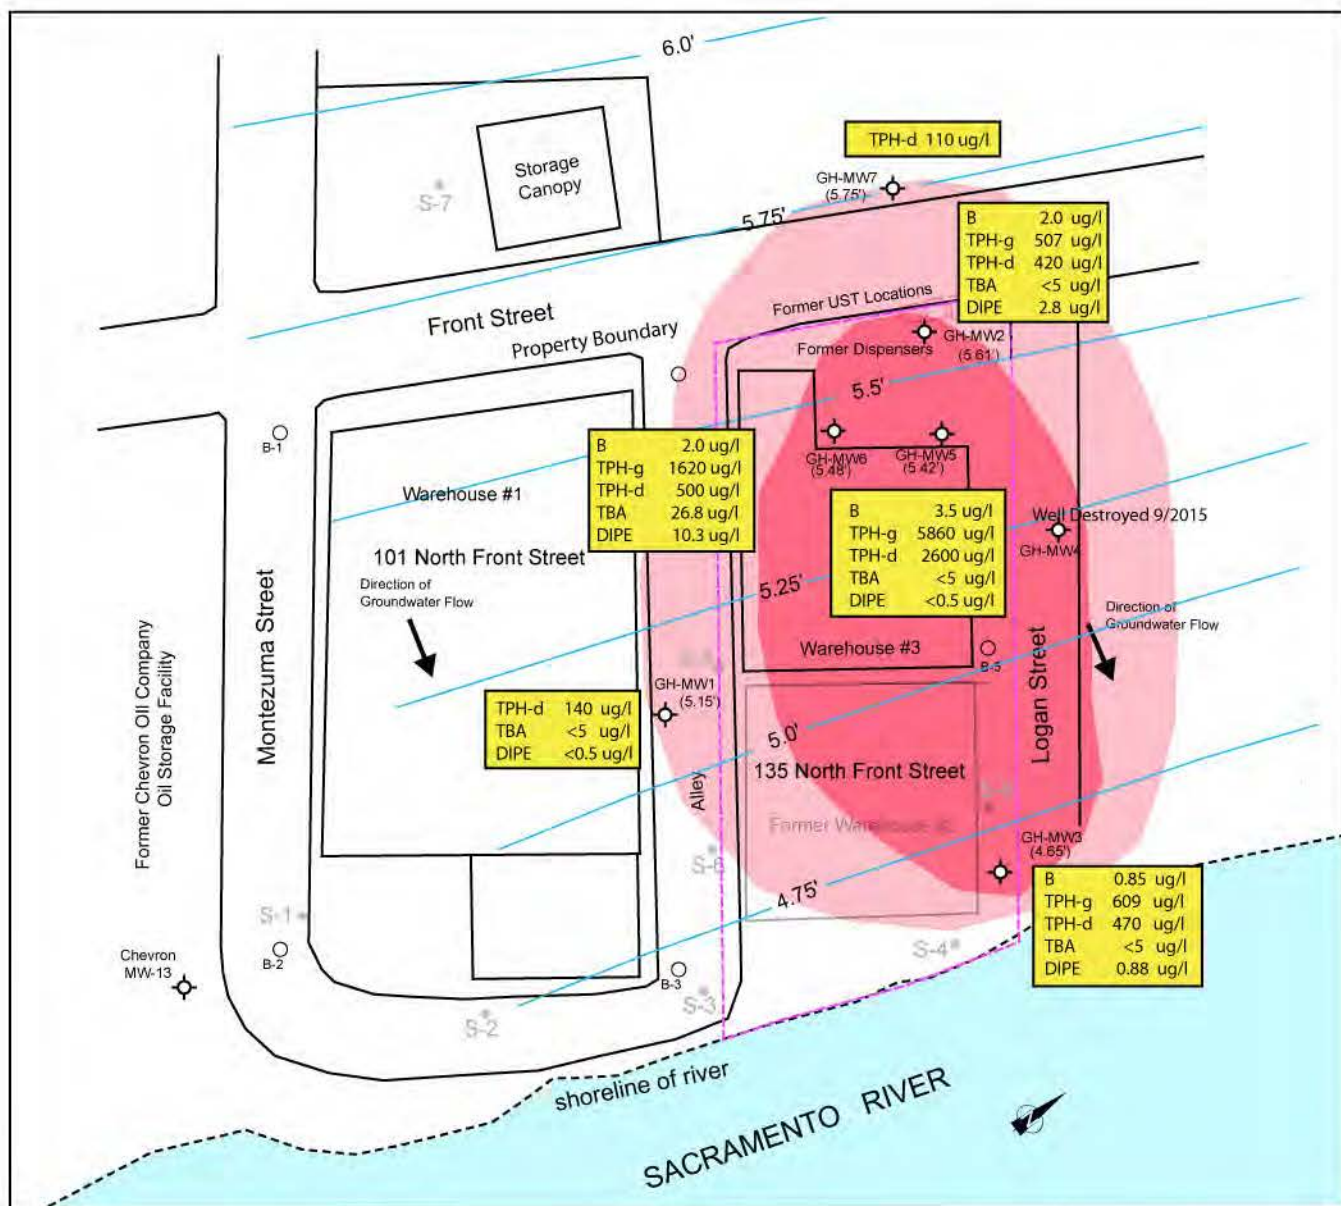 6.0'
TPH-d 110 ug/l
Storage
Canopy
GH-MW7
(5.75')
S-7
5.75'
B 2.0 ug/l
TPH-g 507 ug/l
TPH-d 420 ug/l
TBA <5 ug/l
DIPE 2.8 ug/l
Former UST Locations
Front Street
Property Boundary
Former Dispensers
GH-MW2
(5.61')
5.5'
B-1
B 2.0 ug/l
TPH-g 1620 ug/l
TPH-d 500 ug/l
TBA 26.8 ug/l
DIPE 10.3 ug/l
GH-MW6
(5.48')
GH-MW5
(5.42')
Warehouse #1
101 North Front Street
B 3.5 ug/l
TPH-g 5860 ug/l
TPH-d 2600 ug/l
TBA <5 ug/l
DIPE <0.5 ug/l
Well Destroyed 9/2015
GH-MW4
Direction of
Groundwater Flow
5.25'
Direction of
Groundwater Flow
Former Chevron Oil Company
Oil Storage Facility
Montezuma Street
Warehouse #3
B-5
Logan Street
GH-MW1
(5.15')
TPH-d 140 ug/l
TBA <5 ug/l
DIPE <0.5 ug/l
5.0'
135 North Front Street
Alley
Former Warehouse
S-6
GH-MW3
(4.65')
4.75'
B 0.85 ug/l
TPH-g 609 ug/l
TPH-d 470 ug/l
TBA <5 ug/l
DIPE 0.88 ug/l
S-1
B-2
Chevron
MW-13
B-3
S-4
S-3
S-2
shoreline of river
SACRAMENTO RIVER